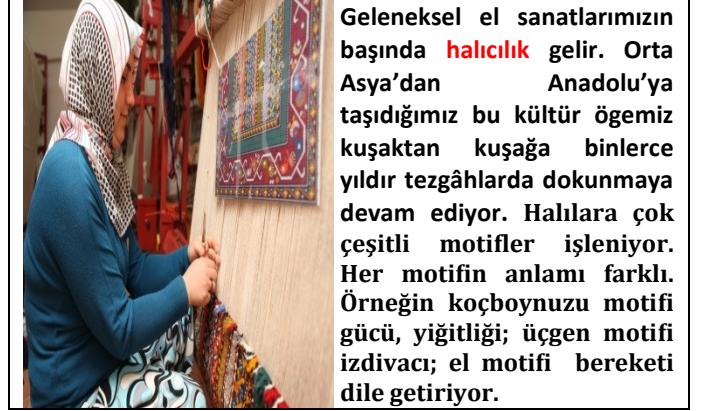 Geleneksel el sanatlarımızın
başında halıcılık gelir. Orta
Asya’dan Anadolu’ya
taşıdığımız bu kültür ögemiz
kuşaktan kuşağa binlerce
yıldır tezgâhlarda dokunmaya
devam ediyor. Halılara çok
çeşitli motifler işleniyor.
Her motifin anlamı farklı.
Örneğin koçboynuzu motifi
gücü, yiğitliği; üçgen motifi
izdivacı; el motifi bereketi
dile getiriyor.